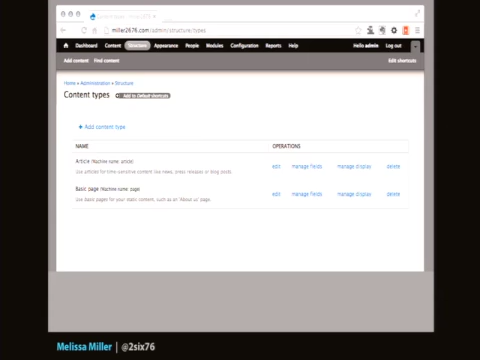 miller2676.com/admin/structure/types
Dashboard Content Structure Appearance People Modules Configuration Reports Help Hello admin Log out
Add content Find content Edit shortcuts
Home » Administration » Structure
Content types Add to Default shortcuts
+ Add content type
NAME OPERATIONS
Article (Machine name: article) edit manage fields manage display delete
Use articles for time-sensitive content like news, press releases or blog posts.
Basic page (Machine name: page) edit manage fields manage display delete
Use basic pages for your static content, such as an 'About us' page.
Melissa Miller | @2six76